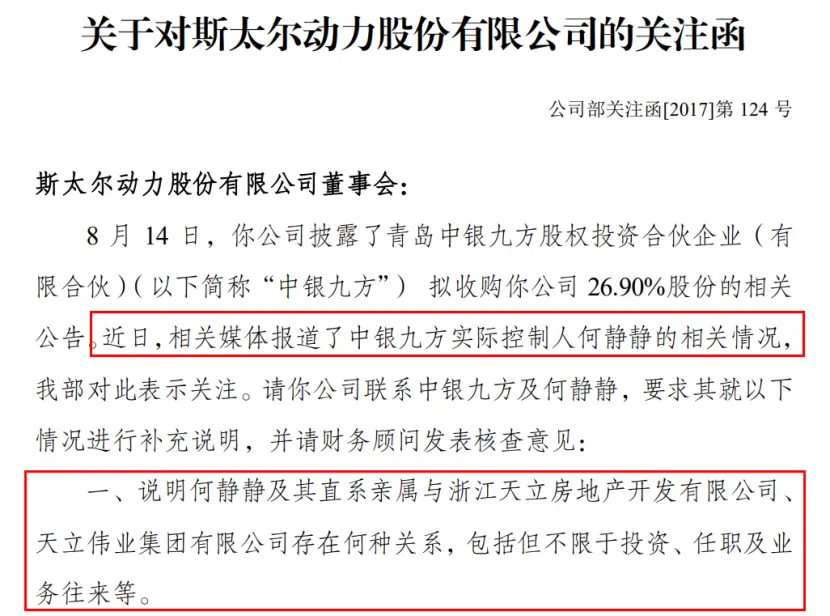 关于对斯太尔动力股份有限公司的关注函
公司部关注函[2017]第 124 号
斯太尔动力股份有限公司董事会：
8 月 14 日，你公司披露了青岛中银九方股权投资合伙企业（有
限合伙）（以下简称“中银九方”） 拟收购你公司 26.90%股份的相关
公告。近日，相关媒体报道了中银九方实际控制人何静静的相关情况，
我部对此表示关注。请你公司联系中银九方及何静静，要求其就以下
情况进行补充说明，并请财务顾问发表核查意见：
一、说明何静静及其直系亲属与浙江天立房地产开发有限公司、
天立伟业集团有限公司存在何种关系，包括但不限于投资、任职及业
务往来等。